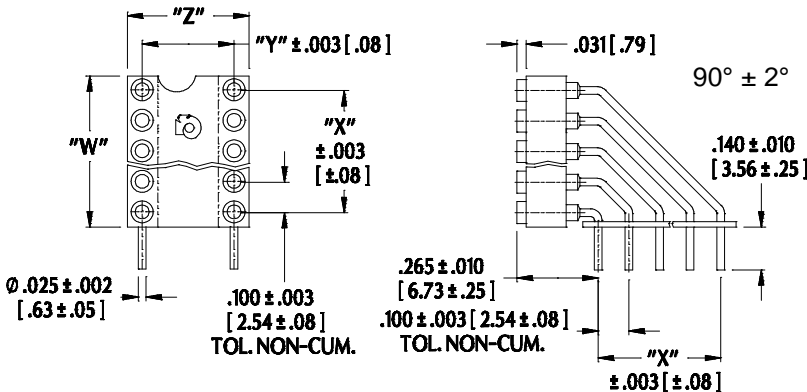 "Z"
"Y" ±.003 [.08]
"W"
"X"
±.003
[±.08]
Ø .025 ±.002
[.63 ±.05]
.100 ±.003
[2.54 ±.08]
TOL. NON-CUM.
.031 [.79]
90° ± 2°
.140 ±.010
[3.56 ±.25]
.265 ±.010
[6.73 ±.25]
.100 ±.003 [2.54 ±.08]
TOL. NON-CUM.
"X"
±.003 [±.08]